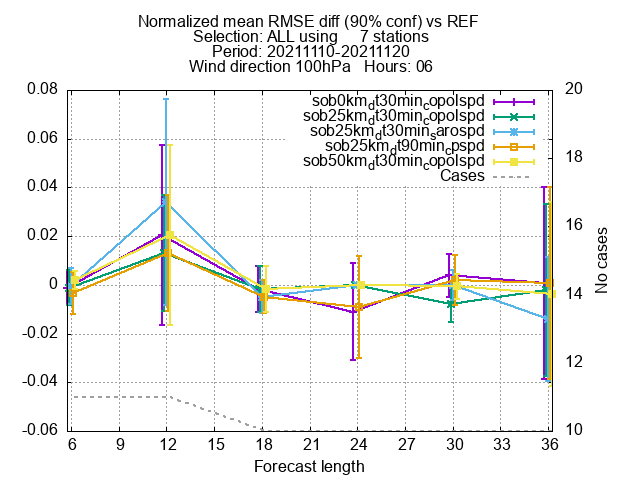 Normalized mean RMSE diff (90% conf) vs REF
Selection: ALL using 7 stations
Period: 20211110-20211120
Wind direction 100hPa Hours: 06
0.08
0.06
0.04
0.02
0
-0.02
-0.04
-0.06
20
18
16
14
12
10
No cases
sob0km_dt30min_copolspd
sob25km_dt30min_copolspd
sob25km_dt30min_sarospd
sob25km_dt90min_cpspd
sob50km_dt30min_copolspd
Cases
6 9 12 15 18 21 24 27 30 33 36
Forecast length